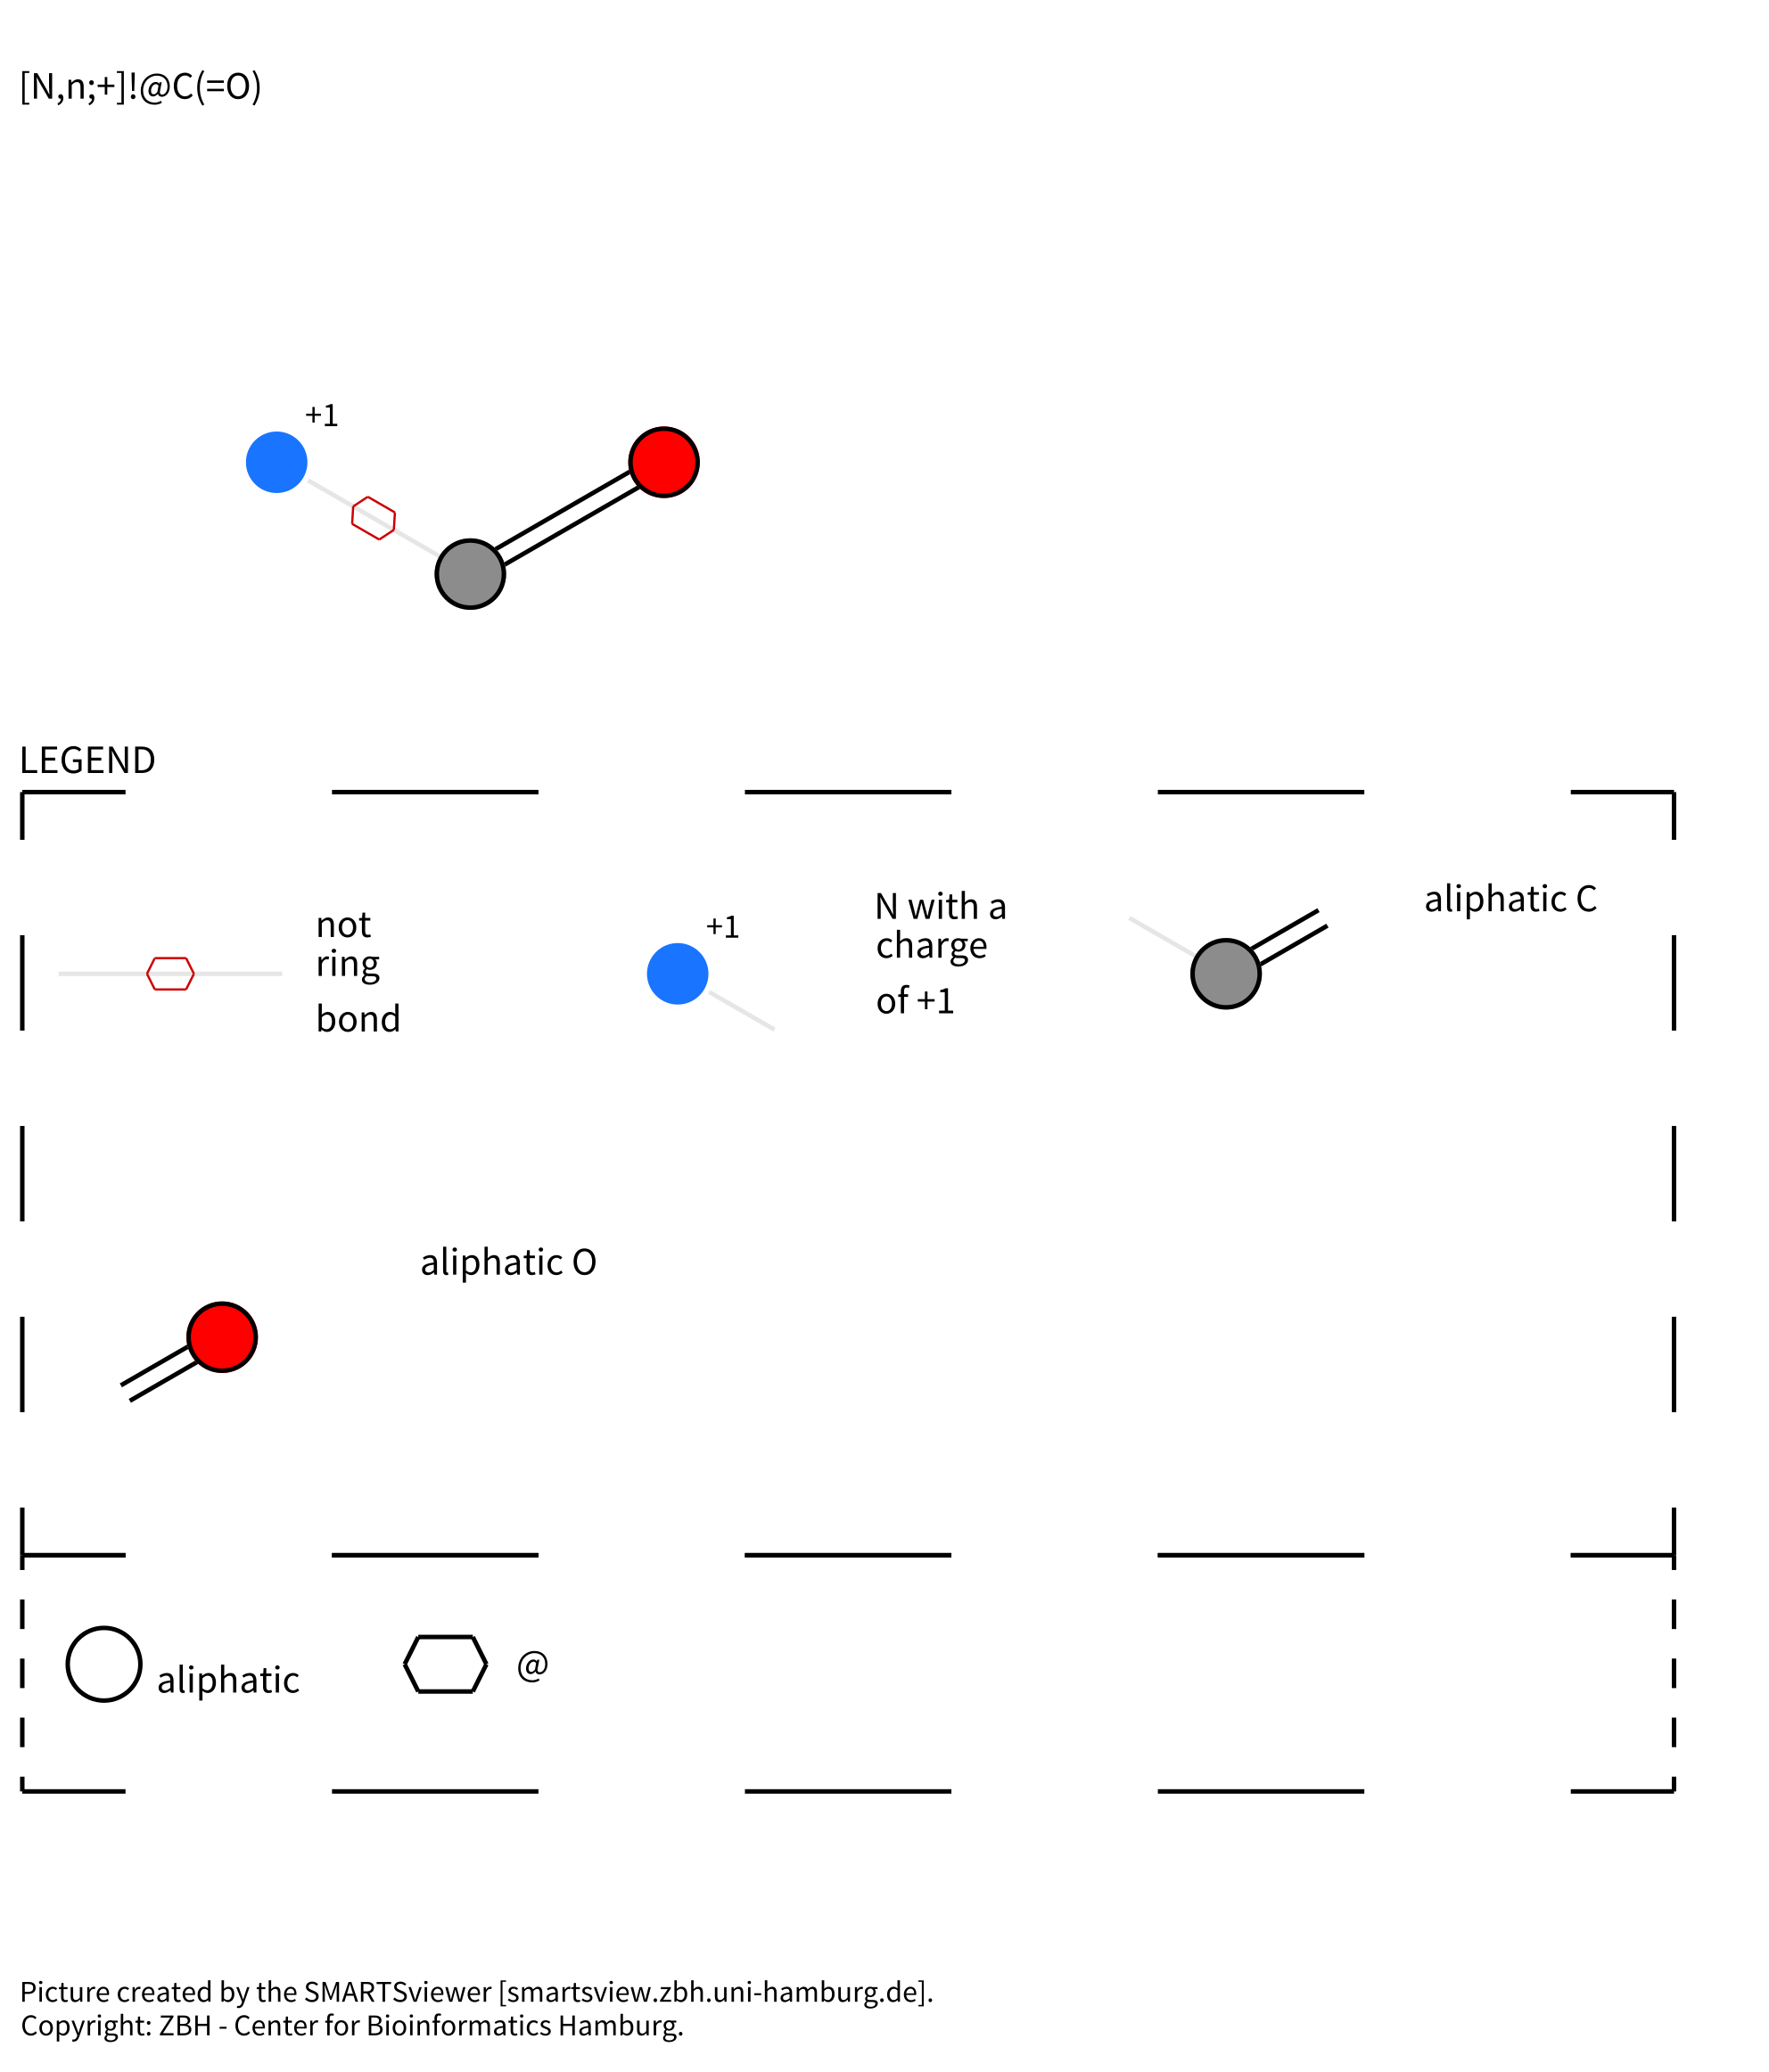 [N,n;+]!@C(=O)
+1
LEGEND
not
ring
bond
+1
N with a
charge
of +1
aliphatic C
aliphatic O
aliphatic
@
Picture created by the SMARTSviewer [smartsview.zbh.uni-hamburg.de].
Copyright: ZBH - Center for Bioinformatics Hamburg.